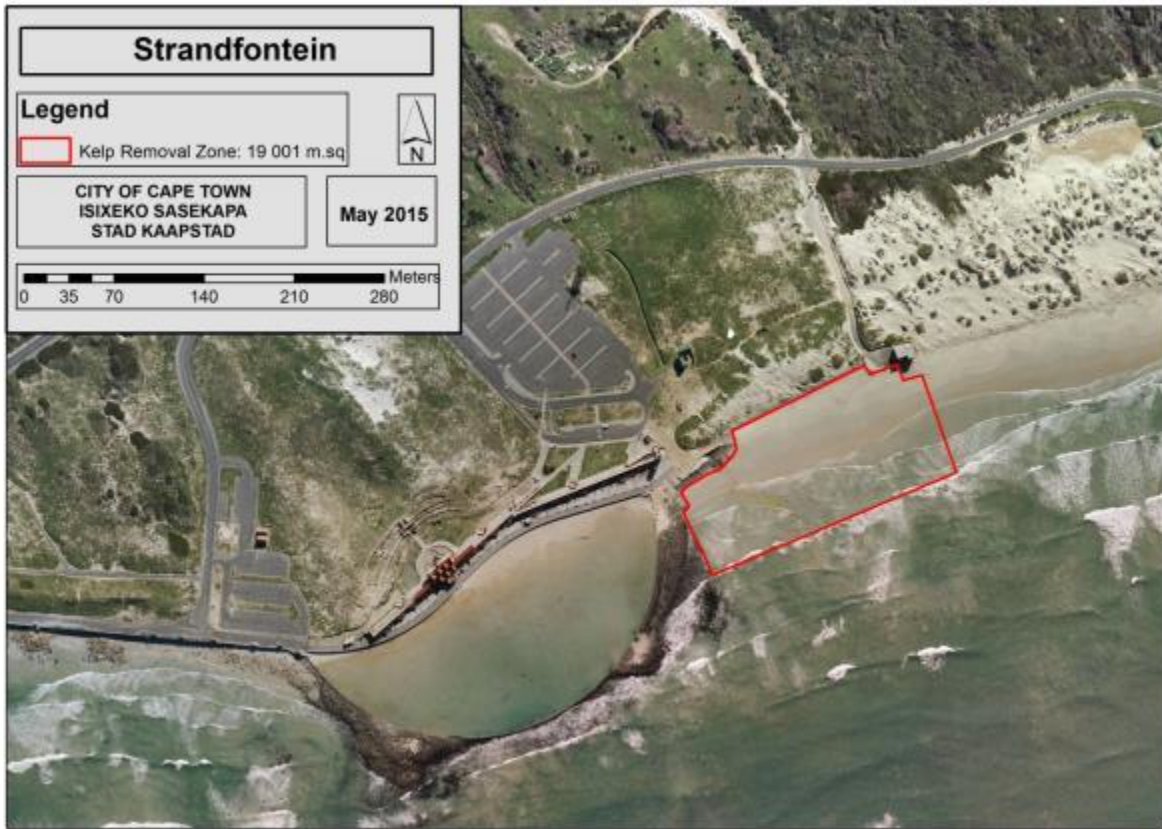 Strandfontein
Legend
Kelp Removal Zone: 19 001 m.sq
N
CITY OF CAPE TOWN
ISIXEKO SASEKAPA
STAD KAAPSTAD
May 2015
Meters
0 35 70 140 210 280